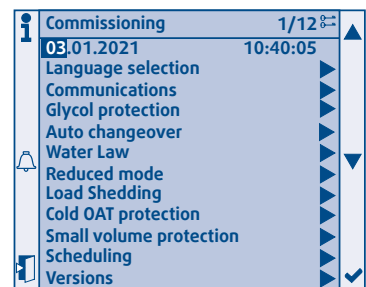 Commissioning 1/12
03.01.2021 10:40:05
Language selection
Communications
Glycol protection
Auto changeover
Water Law
Reduced mode
Load Shedding
Cold OAT protection
Small volume protection
Scheduling
Versions